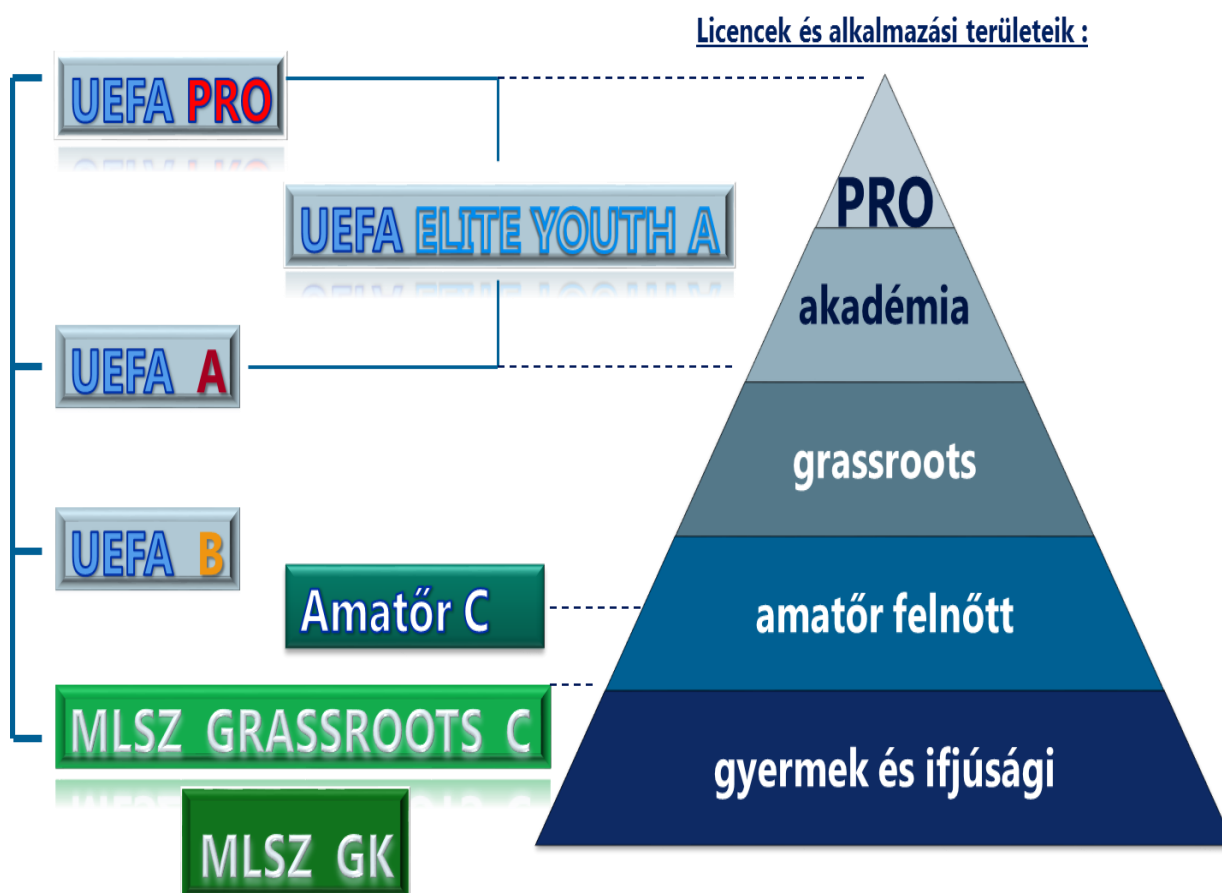 Licencek és alkalmazási területeik :
UEFA PRO
UEFA ELITE YOUTH A
UEFA A
UEFA B
Amatőr C
MLSZ GRASSROOTS C
MLSZ GK
PRO
akadémia
grassroots
amatőr felnőtt
gyermek és ifjúsági